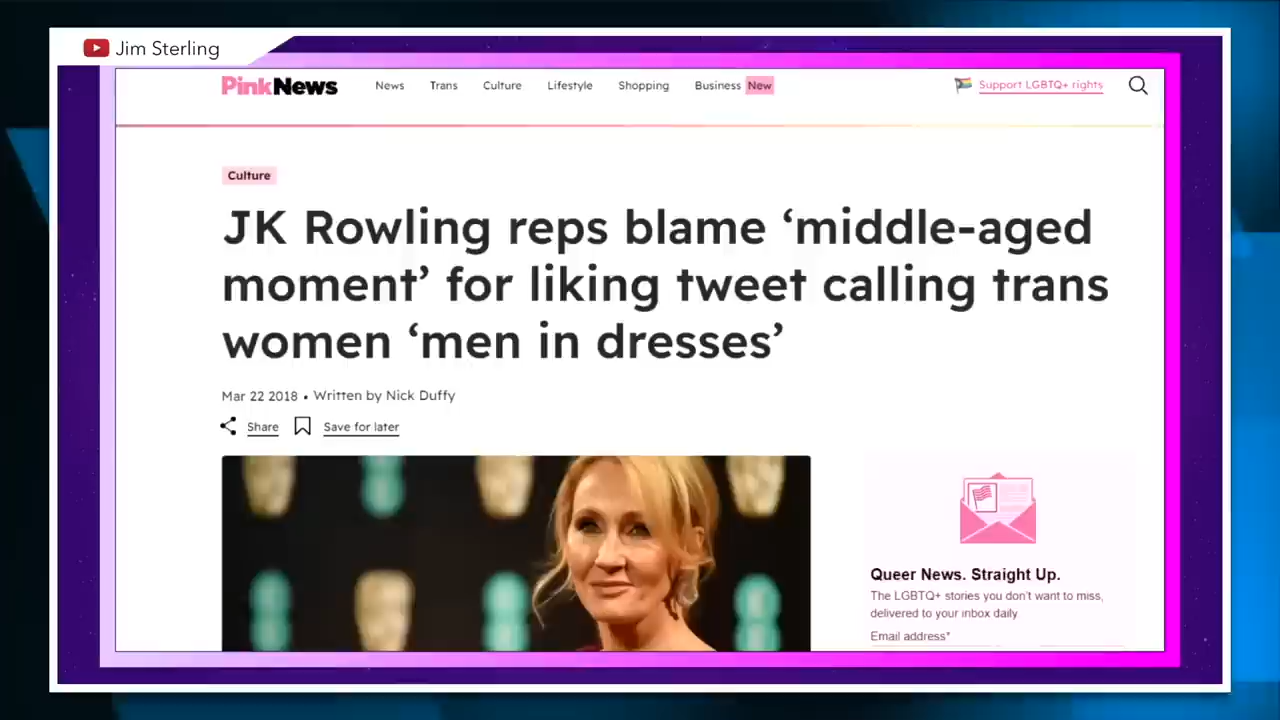 Jim Sterling
PinkNews News Trans Culture Lifestyle Shopping Business New Support LGBTQ+ rights
Culture
JK Rowling reps blame ‘middle-aged
moment’ for liking tweet calling trans
women ‘men in dresses’
Mar 22 2018 • Written by Nick Duffy
Share Save for later
Queer News. Straight Up.
The LGBTQ+ stories you don’t want to miss,
delivered to your inbox daily.
Email address*